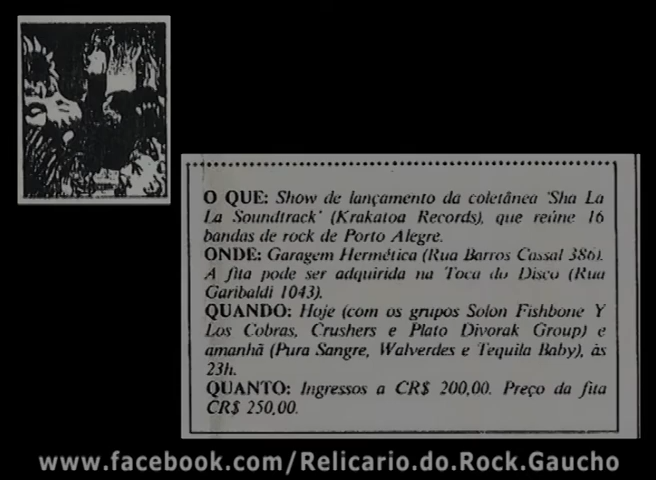 O QUE: Show de lançamento da coletânea 'Sha La
La Soundtrack' (Krakatoa Records), que reúne 16
bandas de rock de Porto Alegre.
ONDE: Garagem Hermética (Rua Barros Cassal 386).
A fita pode ser adquirida na Toca do Disco (Rua
Garibaldi 1043).
QUANDO: Hoje (com os grupos Solon Fishbone Y
Los Cobras, Crushers e Plato Divorak Group) e
amanhã (Pura Sangre, Walverdes e Tequila Baby), às
23h.
QUANTO: Ingressos a CR$ 200,00. Preço da fita
CR$ 250,00.
www.facebook.com/Relicario.do.Rock.Gaucho